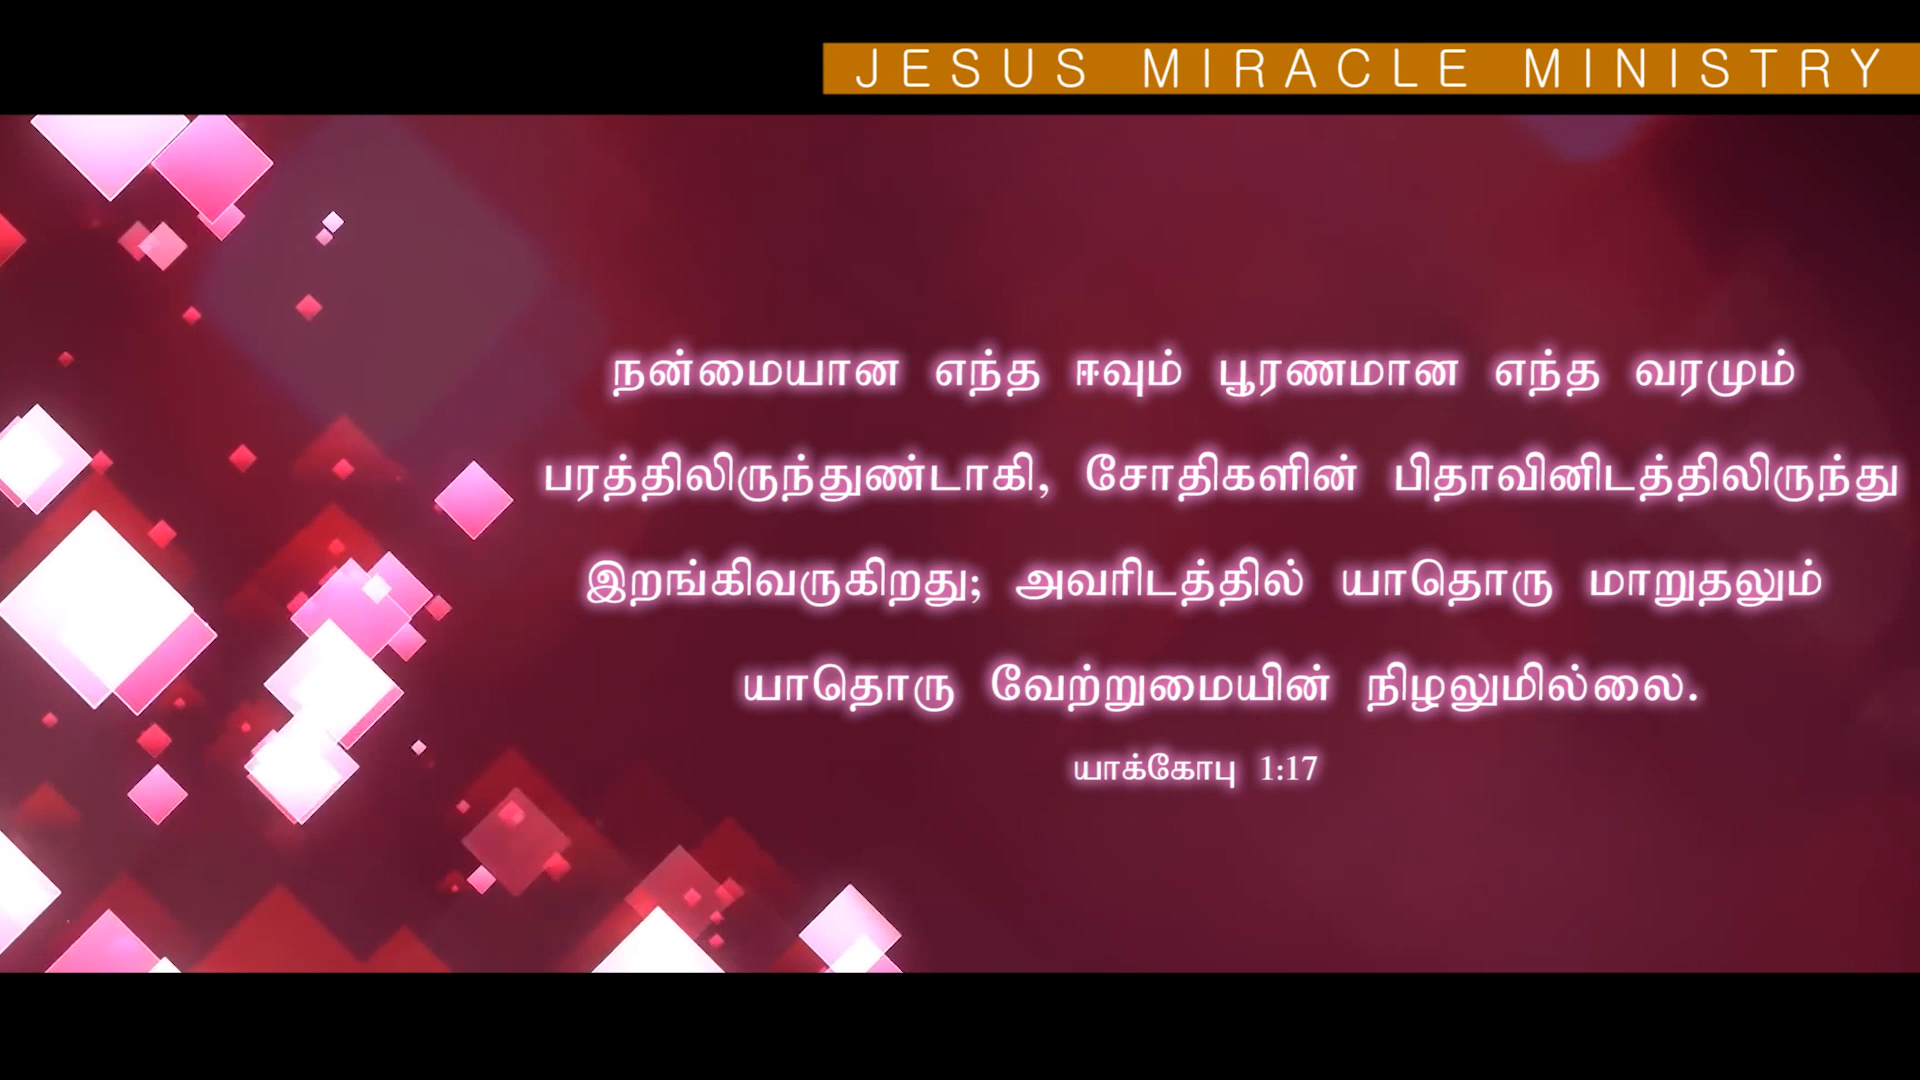 JESUS MIRACLE MINISTRY
நன்மையான எந்த ஈவும் பூரணமான எந்த வரமும்
பரத்திலிருந்துண்டாகி, சோதிகளின் பிதாவினிடத்திலிருந்து
இறங்கிவருகிறது; அவரிடத்தில் யாதொரு மாறுதலும்
யாதொரு வேற்றுமையின் நிழலுமில்லை.
யாக்கோபு 1:17